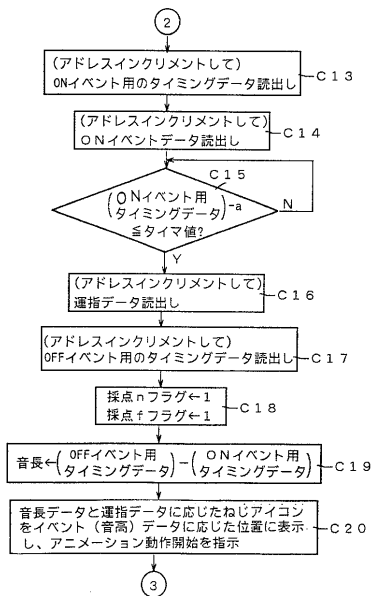 2
(アドレスインクリメントして)
ONイベント用のタイミングデータ読出し
C13
(アドレスインクリメントして)
ONイベントデータ読出し
C14
C15
(ONイベント用
タイミングデータ)-a
≦タイマ値?
N
Y
(アドレスインクリメントして)
運指データ読出し
C16
(アドレスインクリメントして)
OFFイベント用のタイミングデータ読出し
C17
採点nフラグ←1
採点fフラグ←1
C18
音長←(OFFイベント用タイミングデータ)-(ONイベント用タイミングデータ)
C19
音長データと運指データに応じたねじアイコン
をイベント(音高)データに応じた位置に表示
し、アニメーション動作開始を指示
C20
3